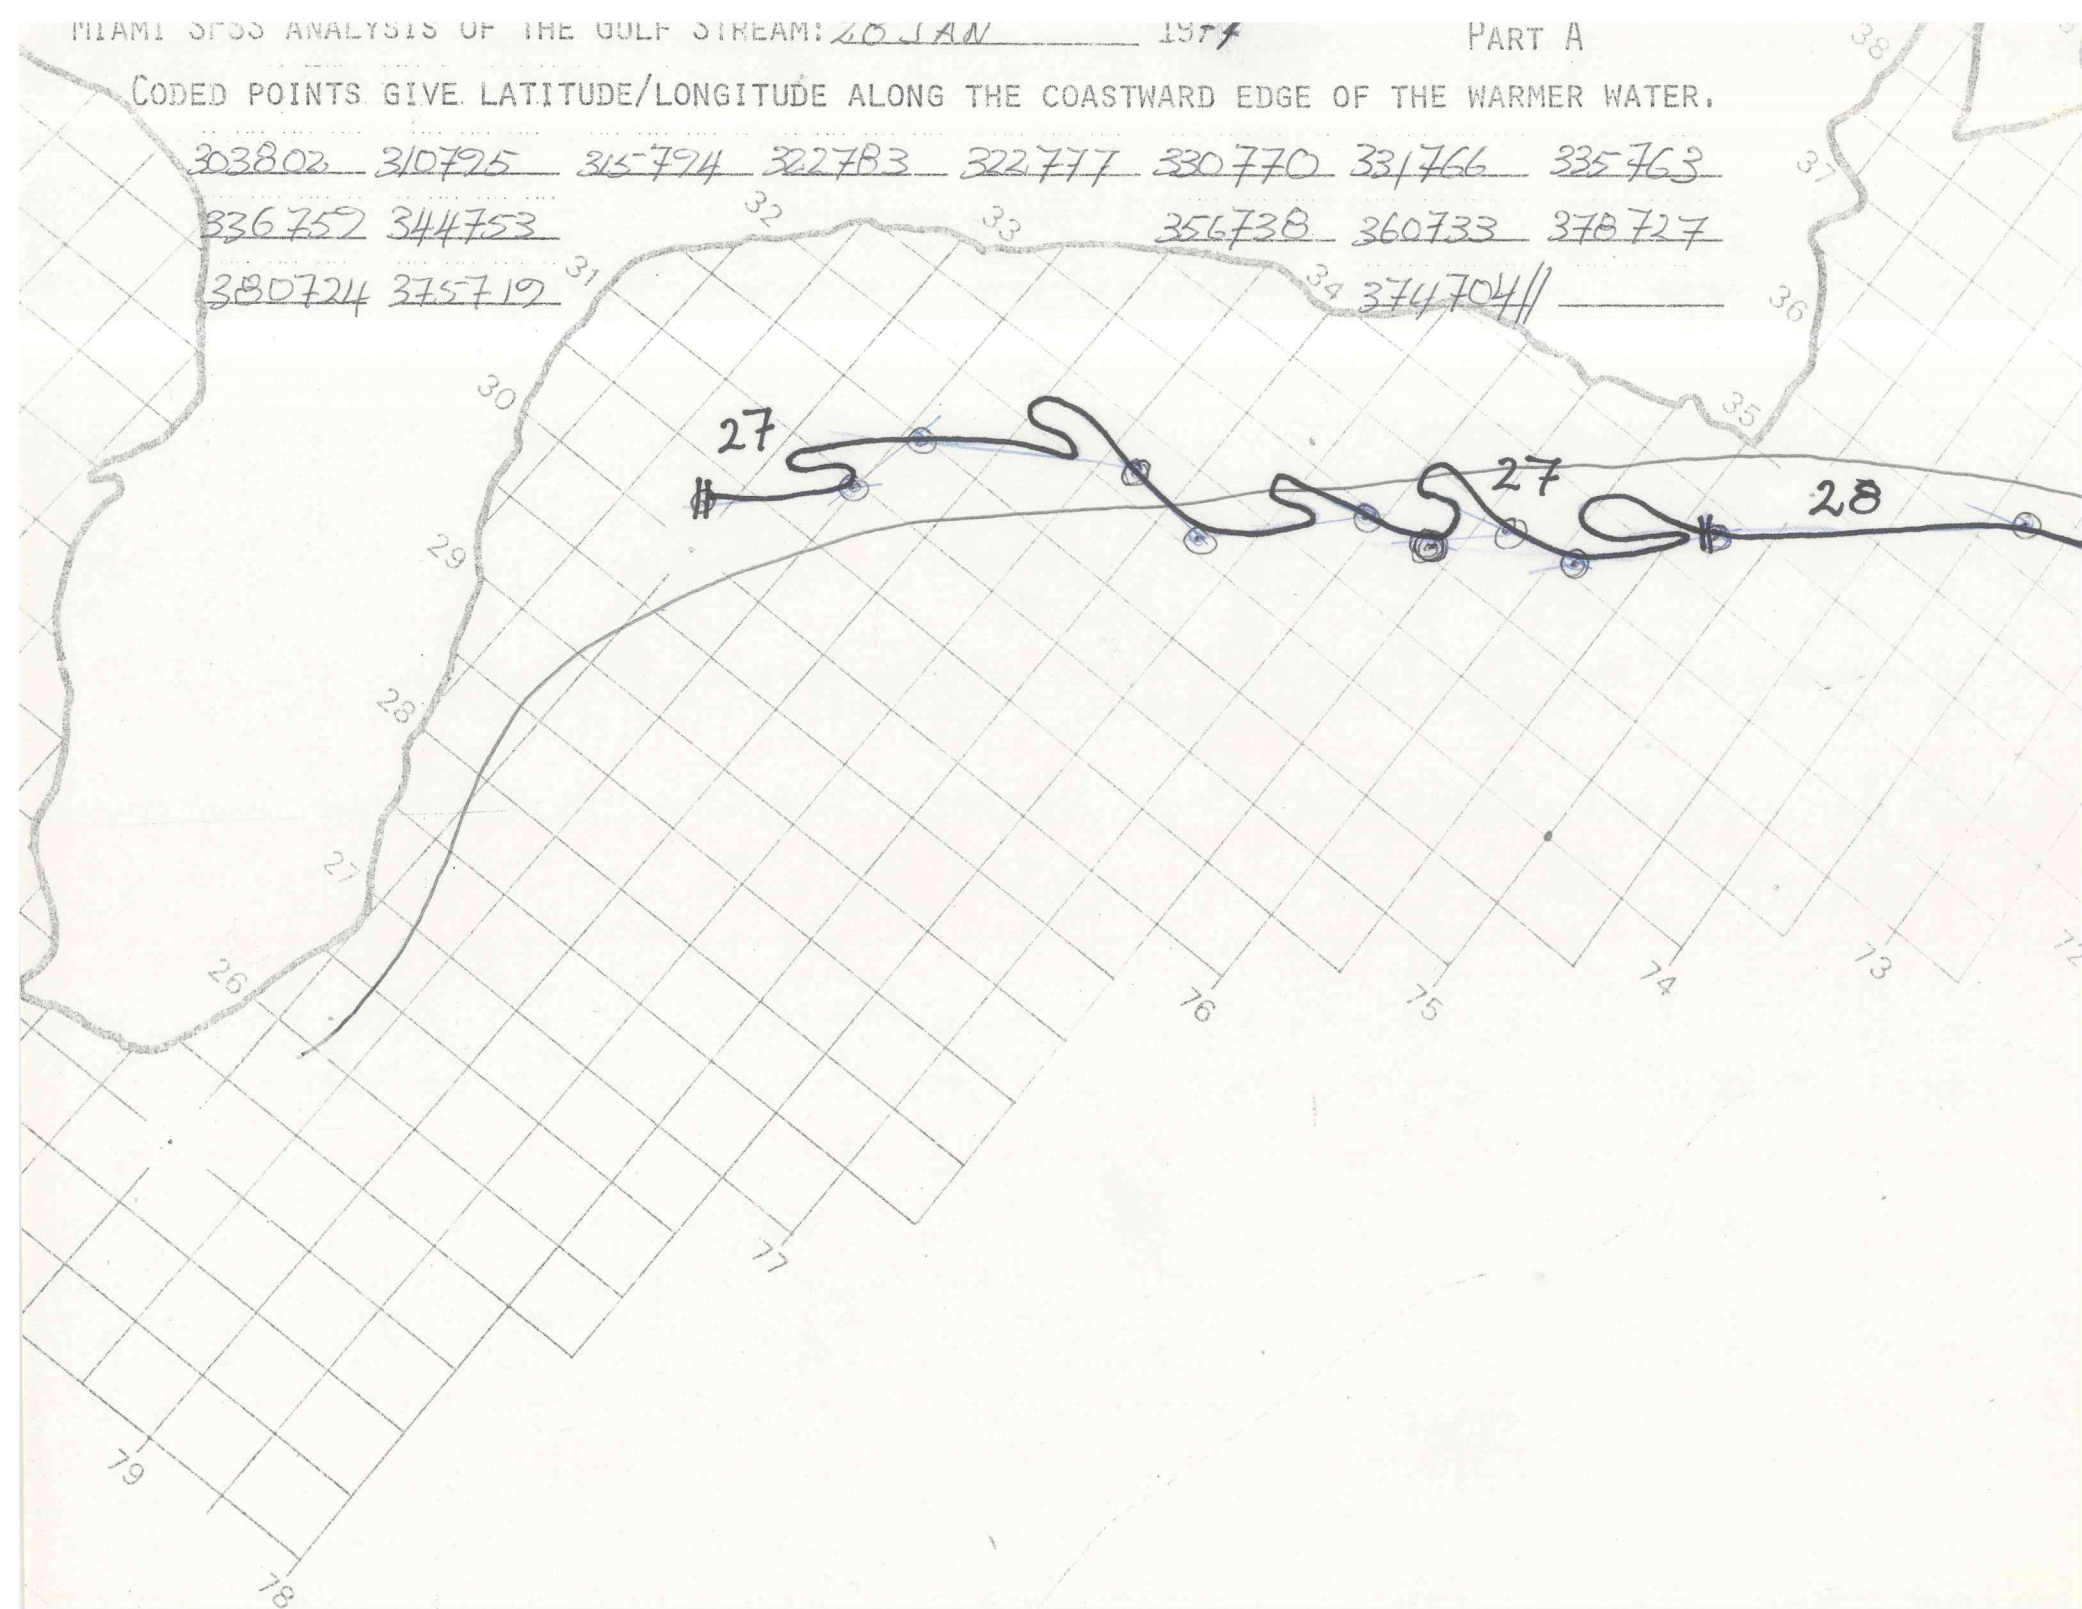 MIAMI SFSS ANALYSIS OF THE GULF STREAM: 28 JAN 1977 PART A
CODED POINTS GIVE LATITUDE/LONGITUDE ALONG THE COASTWARD EDGE OF THE WARMER WATER.
303802 310795 315794 322783 322777 330770 331766 335763
336759 344753 356738 360733 378727
380724 375719 374704//
38
37
32 33
31 34 36
30 35
27 27 28
29
28
27
26
76 75 74 73 72
77
79
78